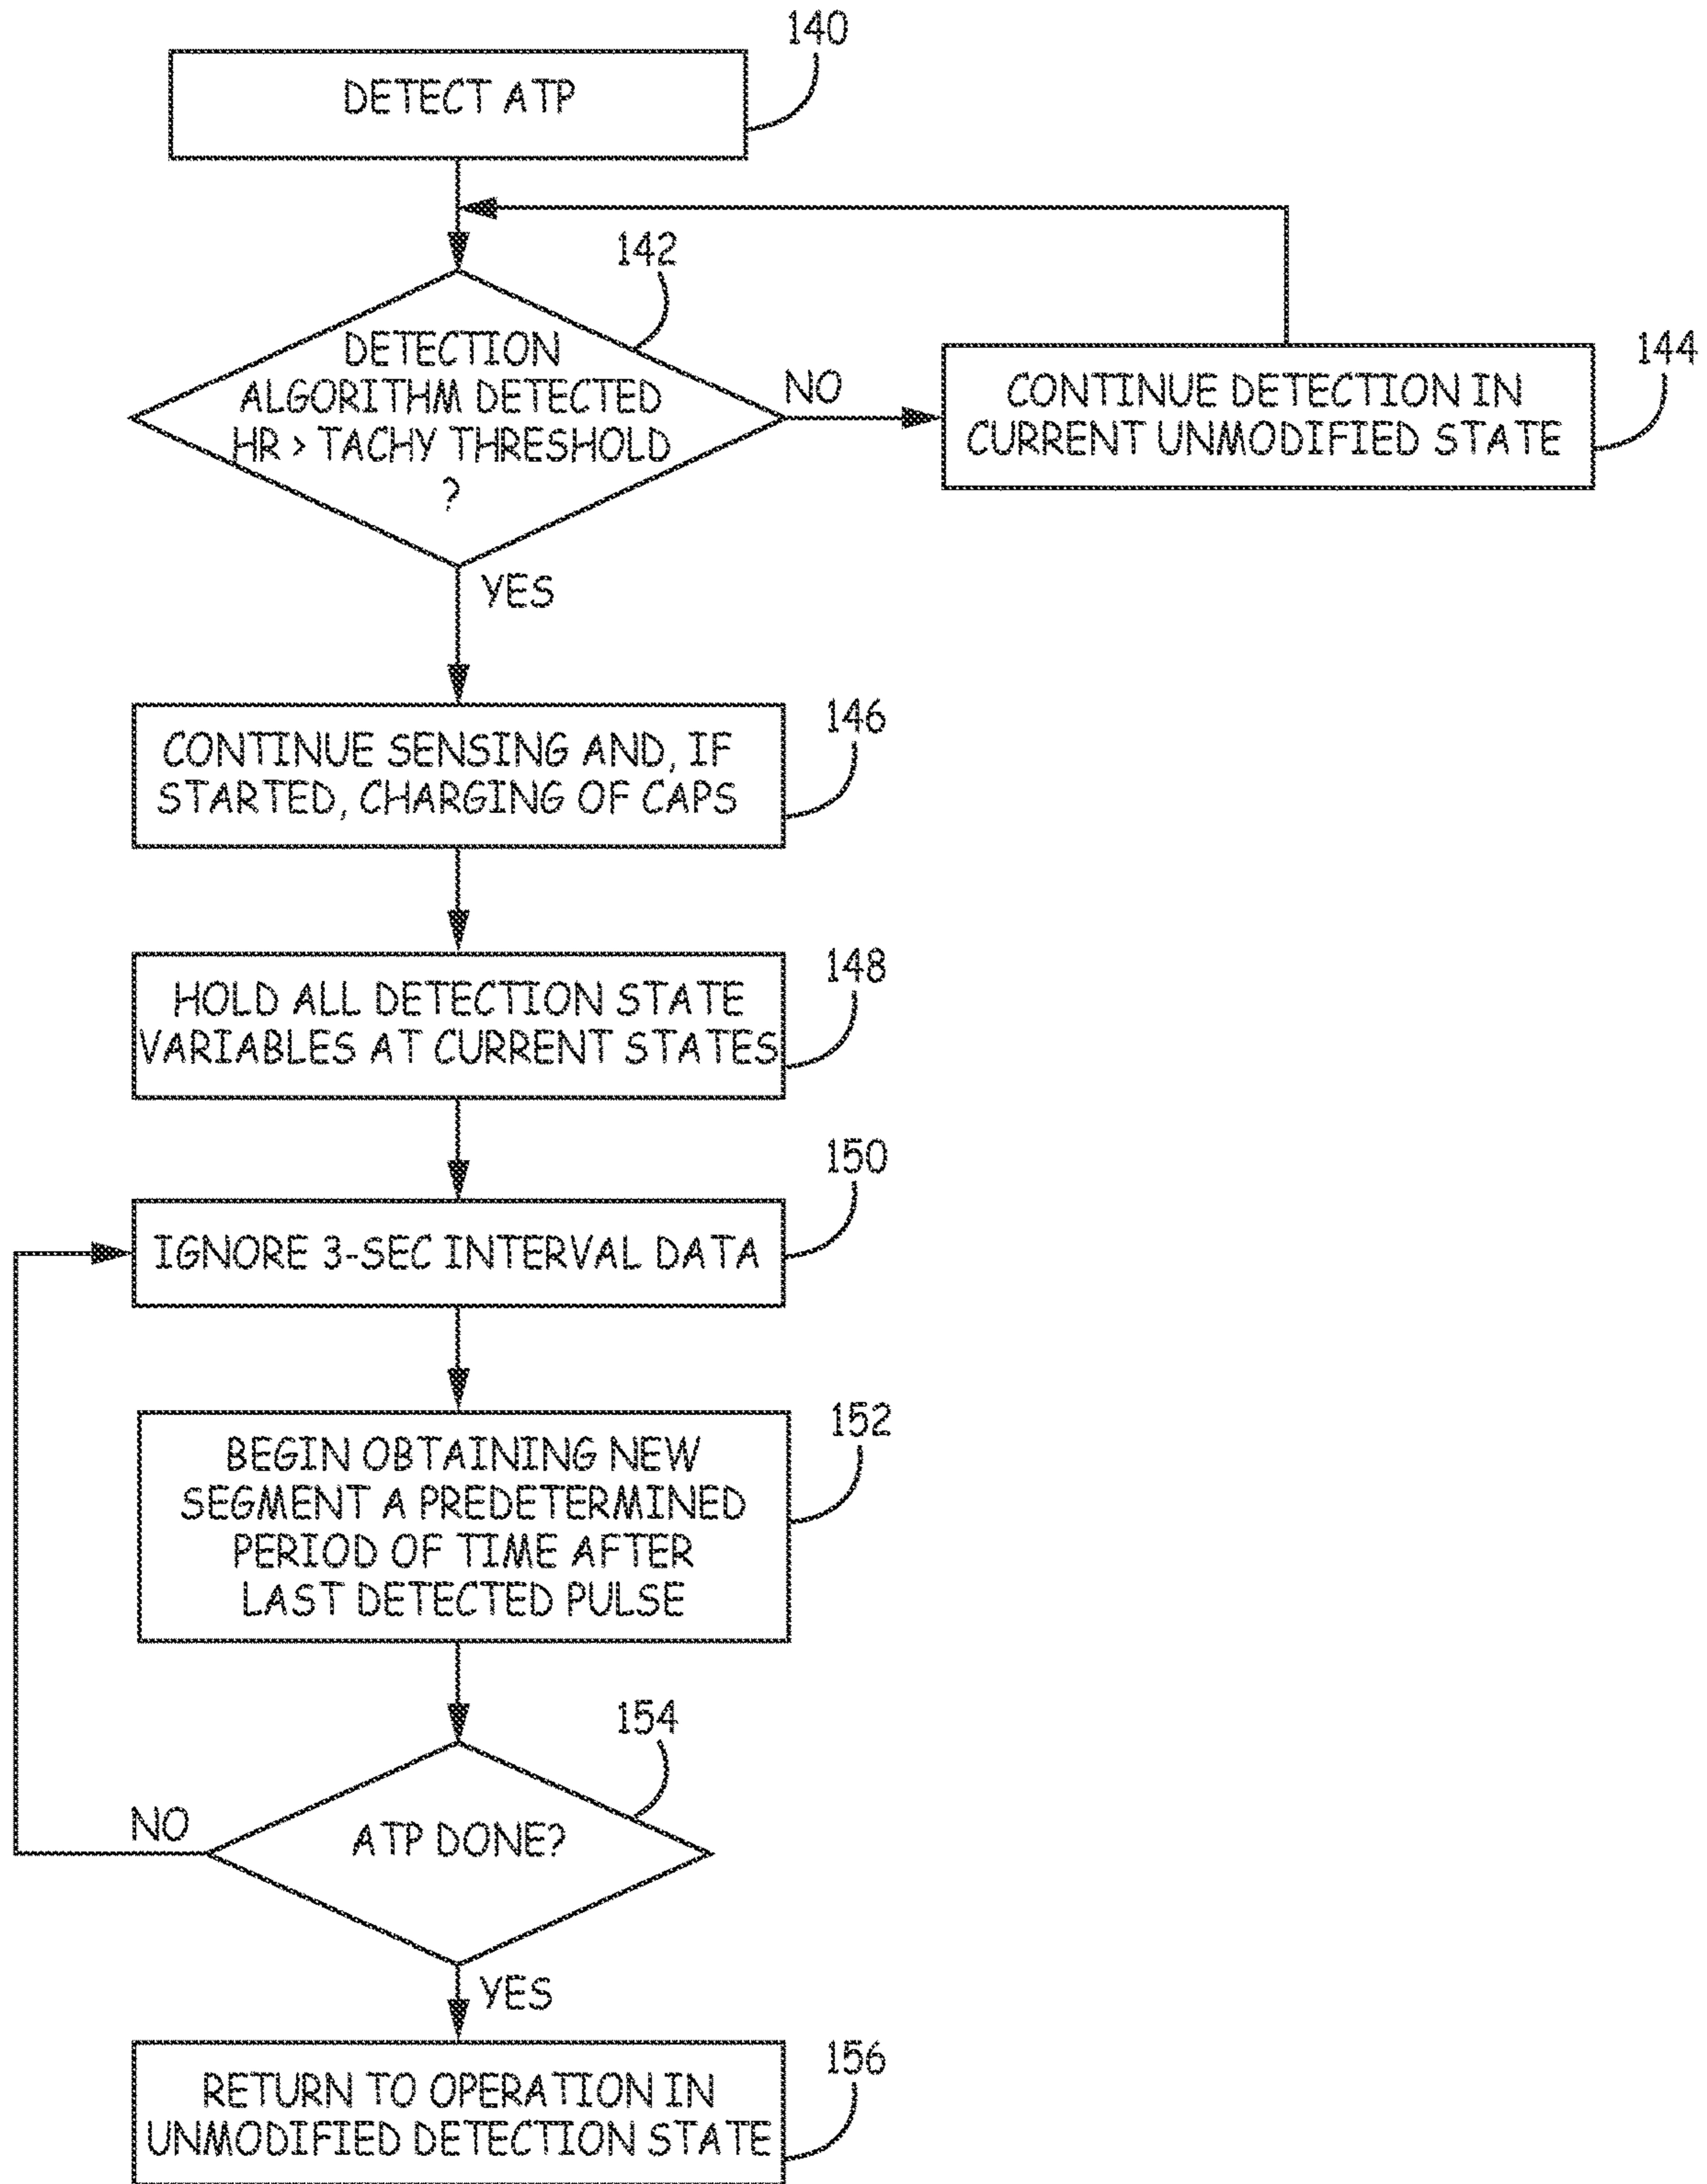 140
DETECT ATP
142
DETECTION
ALGORITHM DETECTED
HR > TACHY THRESHOLD
?
NO
144
CONTINUE DETECTION IN
CURRENT UNMODIFIED STATE
YES
146
CONTINUE SENSING AND, IF
STARTED, CHARGING OF CAPS
148
HOLD ALL DETECTION STATE
VARIABLES AT CURRENT STATES
150
IGNORE 3-SEC INTERVAL DATA
152
BEGIN OBTAINING NEW
SEGMENT A PREDETERMINED
PERIOD OF TIME AFTER
LAST DETECTED PULSE
154
ATP DONE?
NO
YES
156
RETURN TO OPERATION IN
UNMODIFIED DETECTION STATE